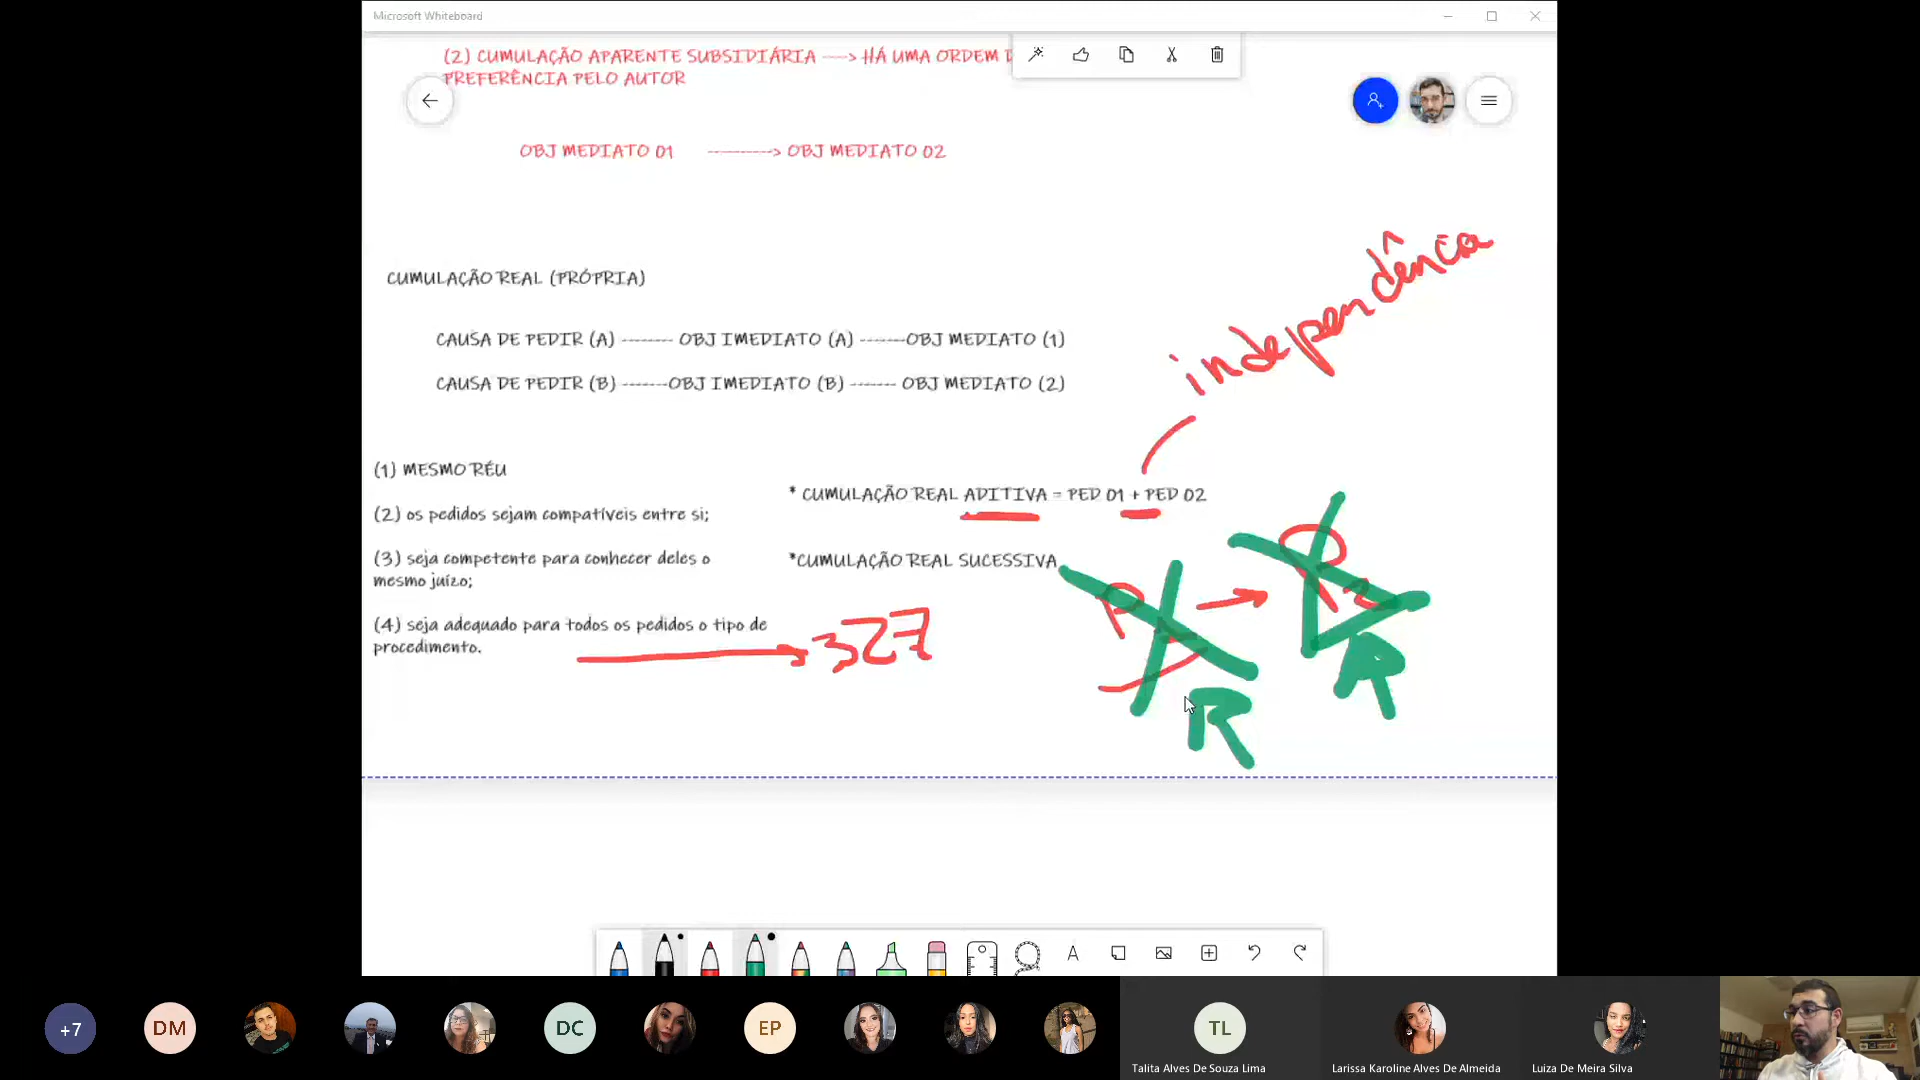 Microsoft Whiteboard
(2) CUMULAÇÃO APARENTE SUBSIDIÁRIA ----> HÁ UMA ORDEM D
PREFERÊNCIA PELO AUTOR
OBJ MEDIATO 01 -----------> OBJ MEDIATO 02
independência
CUMULAÇÃO REAL (PRÓPRIA)
CAUSA DE PEDIR (A) -------- OBJ IMEDIATO (A) -------OBJ MEDIATO (1)
CAUSA DE PEDIR (B) -------OBJ IMEDIATO (B) ------- OBJ MEDIATO (2)
(1) MESMO RÉU
(2) os pedidos sejam compatíveis entre si;
(3) seja competente para conhecer deles o
mesmo juízo;
(4) seja adequado para todos os pedidos o tipo de
procedimento.
327
* CUMULAÇÃO REAL ADITIVA = PED 01 + PED 02
*CUMULAÇÃO REAL SUCESSIVA
R
R
A
+7
DM
DC
EP
TL
Talita Alves De Souza Lima
Larissa Karoline Alves De Almeida
Luiza De Meira Silva